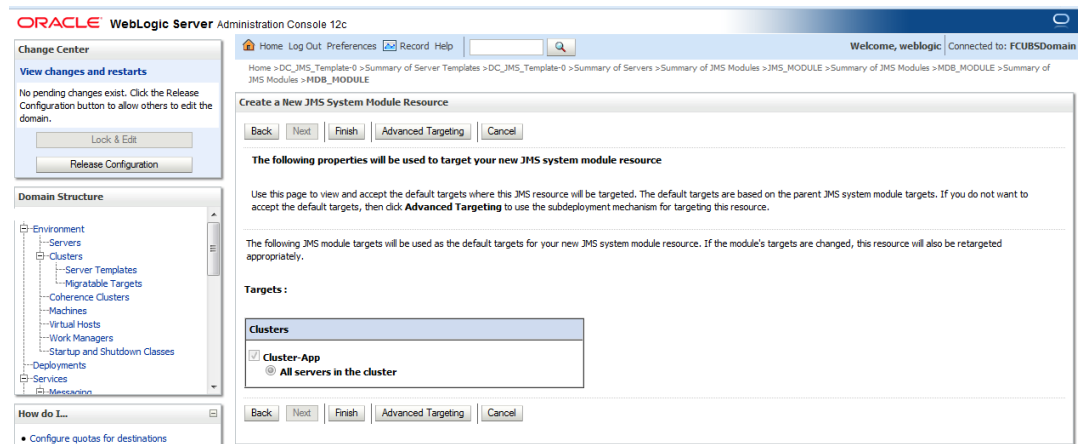 ORACLE WebLogic Server Administration Console 12c
Change Center
View changes and restarts
No pending changes exist. Click the Release
Configuration button to allow others to edit the
domain.
Lock & Edit
Release Configuration
Domain Structure
Environment
Servers
Clusters
Server Templates
Migratable Targets
Coherence Clusters
Machines
Virtual Hosts
Work Managers
Startup and Shutdown Classes
Deployments
Services
Messaging
How do I...
Configure quotas for destinations
Home Log Out Preferences Record Help
Welcome, weblogic Connected to: FCUBSDomain
Home >DC_JMS_Template-0 >Summary of Server Templates >DC_JMS_Template-0 >Summary of Servers >Summary of JMS Modules >JMS_MODULE >Summary of JMS Modules >MDB_MODULE >Summary of
JMS Modules >MDB_MODULE
Create a New JMS System Module Resource
Back Next Finish Advanced Targeting Cancel
The following properties will be used to target your new JMS system module resource
Use this page to view and accept the default targets where this JMS resource will be targeted. The default targets are based on the parent JMS system module targets. If you do not want to
accept the default targets, then click Advanced Targeting to use the subdeployment mechanism for targeting this resource.
The following JMS module targets will be used as the default targets for your new JMS system module resource. If the module's targets are changed, this resource will also be retargeted
appropriately.
Targets :
Clusters
Cluster-App
All servers in the cluster
Back Next Finish Advanced Targeting Cancel